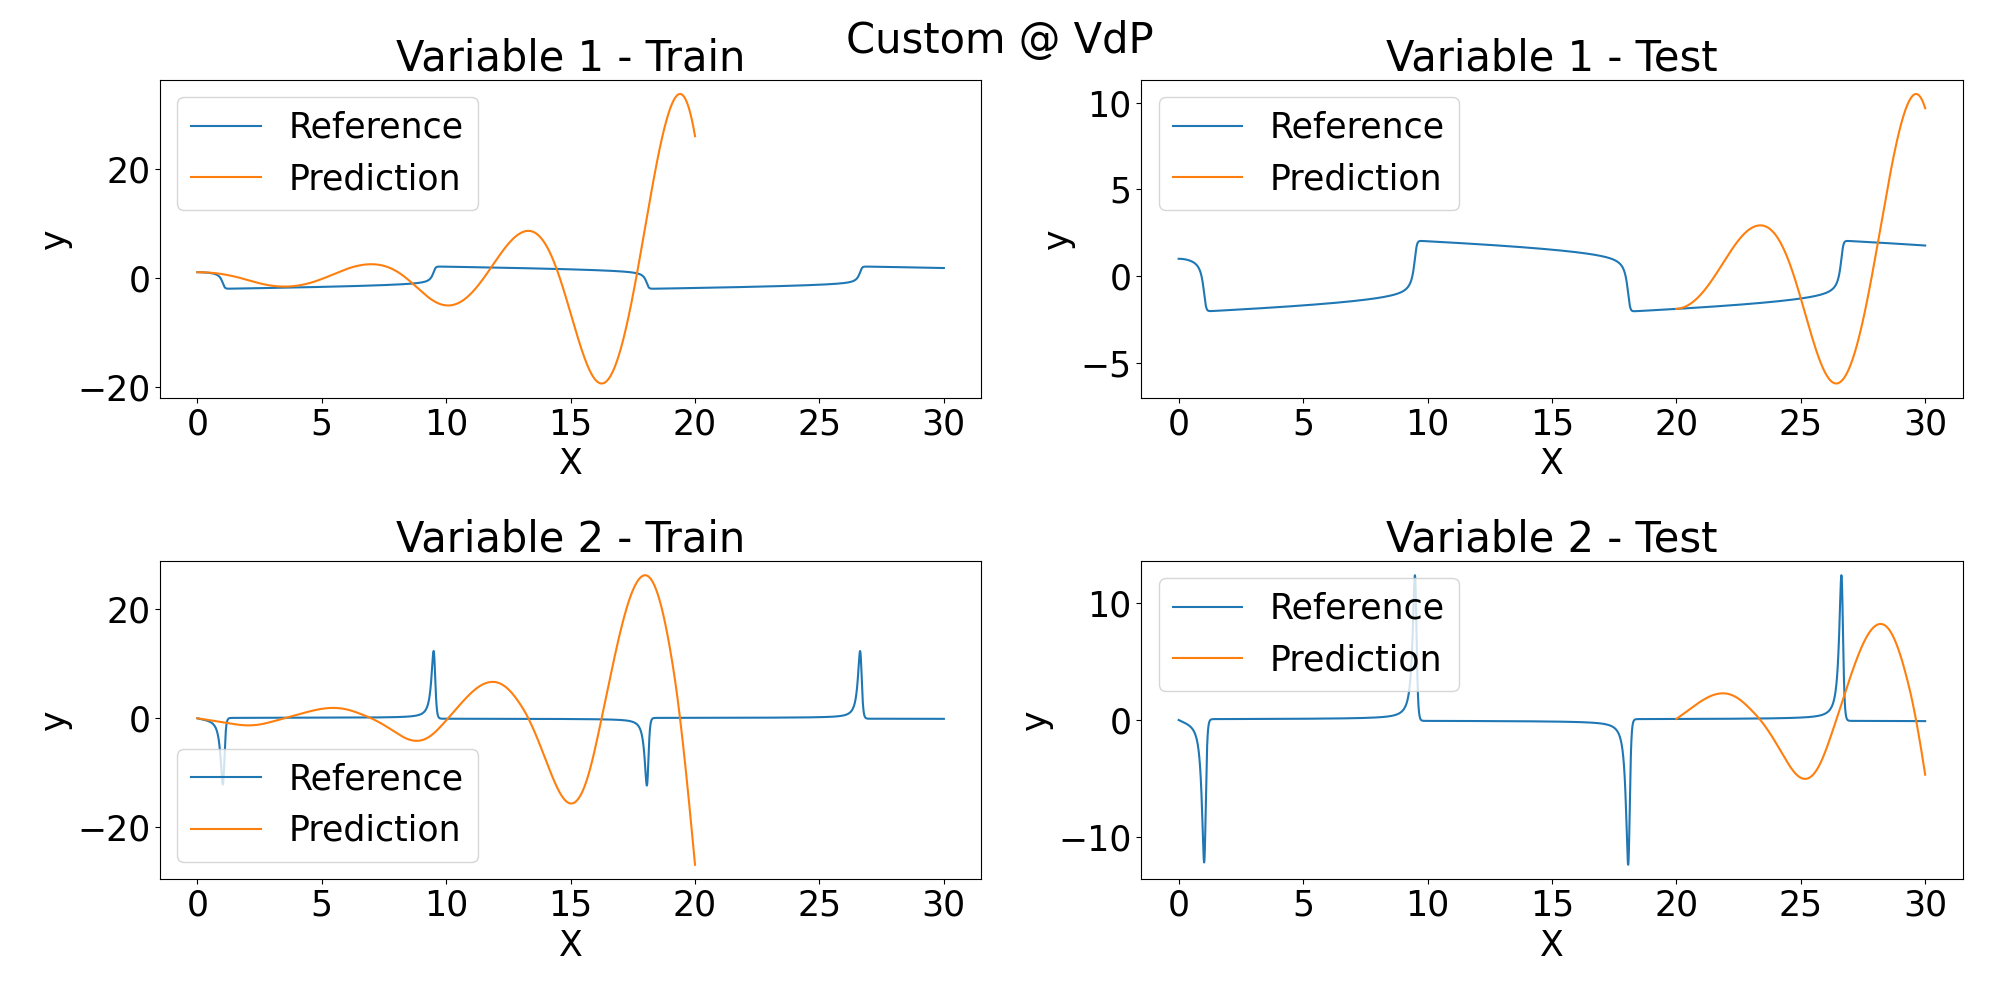 Custom @ VdP
Variable 1 - Train
Reference
Prediction
20
0
−20
y
0 5 10 15 20 25 30
X
Variable 1 - Test
Reference
Prediction
10
5
0
−5
y
0 5 10 15 20 25 30
X
Variable 2 - Train
Reference
Prediction
20
0
−20
y
0 5 10 15 20 25 30
X
Variable 2 - Test
Reference
Prediction
10
0
−10
y
0 5 10 15 20 25 30
X